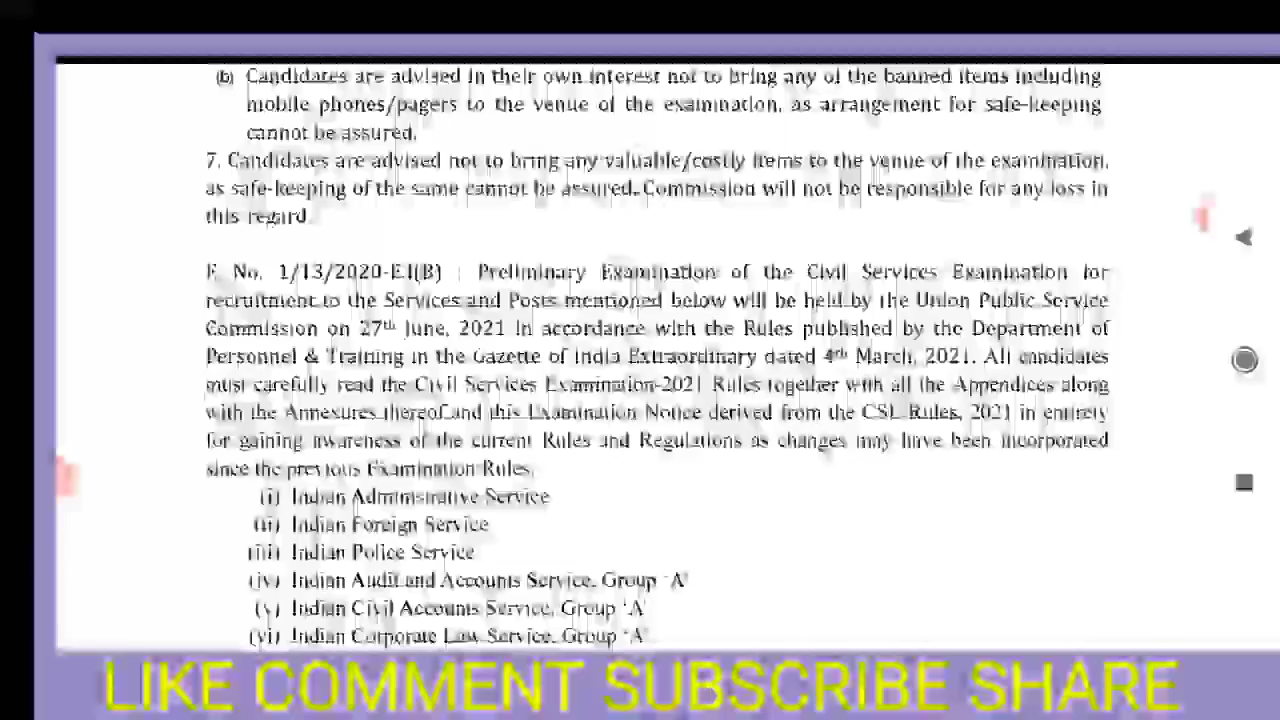 (b) Candidates are advised in their own interest not to bring any of the banned items including
mobile phones/pagers to the venue of the examination, as arrangement for safe-keeping
cannot be assured.
7. Candidates are advised not to bring any valuable/costly items to the venue of the examination,
as safe-keeping of the same cannot be assured. Commission will not be responsible for any loss in
this regard.
F. No. 1/13/2020-E.I(B) : Preliminary Examination of the Civil Services Examination for
recruitment to the Services and Posts mentioned below will be held by the Union Public Service
Commission on 27th June, 2021 in accordance with the Rules published by the Department of
Personnel & Training in the Gazette of India Extraordinary dated 4th March, 2021. All candidates
must carefully read the Civil Services Examination-2021 Rules together with all the Appendices along
with the Annexures thereof and this Examination Notice derived from the CSE Rules, 2021 in entirety
for gaining awareness of the current Rules and Regulations as changes may have been incorporated
since the previous Examination Rules.
(i) Indian Administrative Service
(ii) Indian Foreign Service
(iii) Indian Police Service
(iv) Indian Audit and Accounts Service, Group 'A'
(v) Indian Civil Accounts Service, Group 'A'
(vi) Indian Corporate Law Service, Group 'A'
LIKE COMMENT SUBSCRIBE SHARE